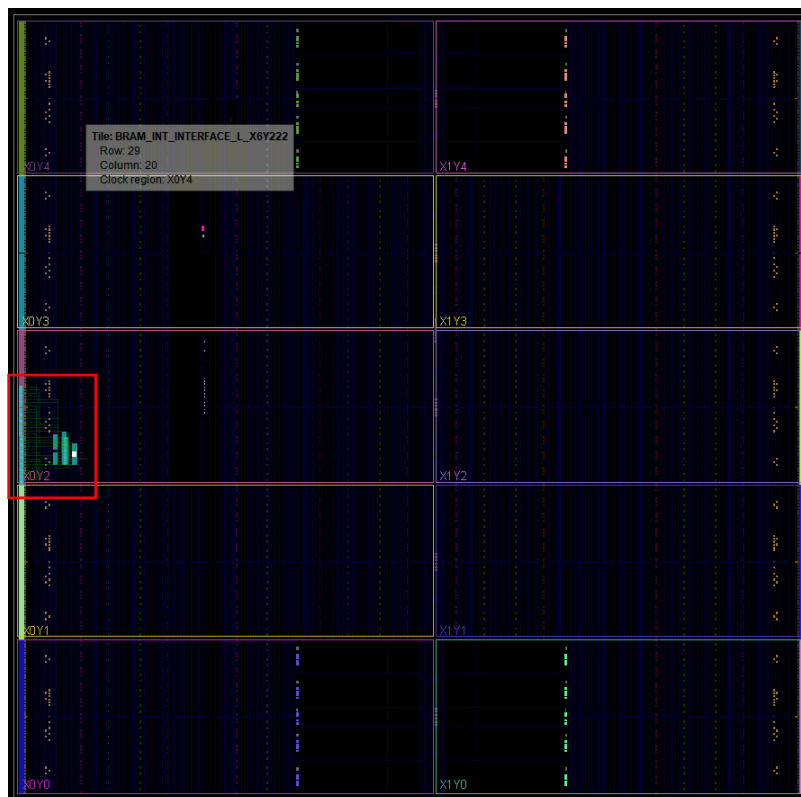 Tile: BRAM_INT_INTERFACE_L_X6Y222
Row: 29
Column: 20
Clock region: X0Y4
X0Y4
X1Y4
X0Y3
X1Y3
X0Y2
X1Y2
X0Y1
X1Y1
X0Y0
X1Y0